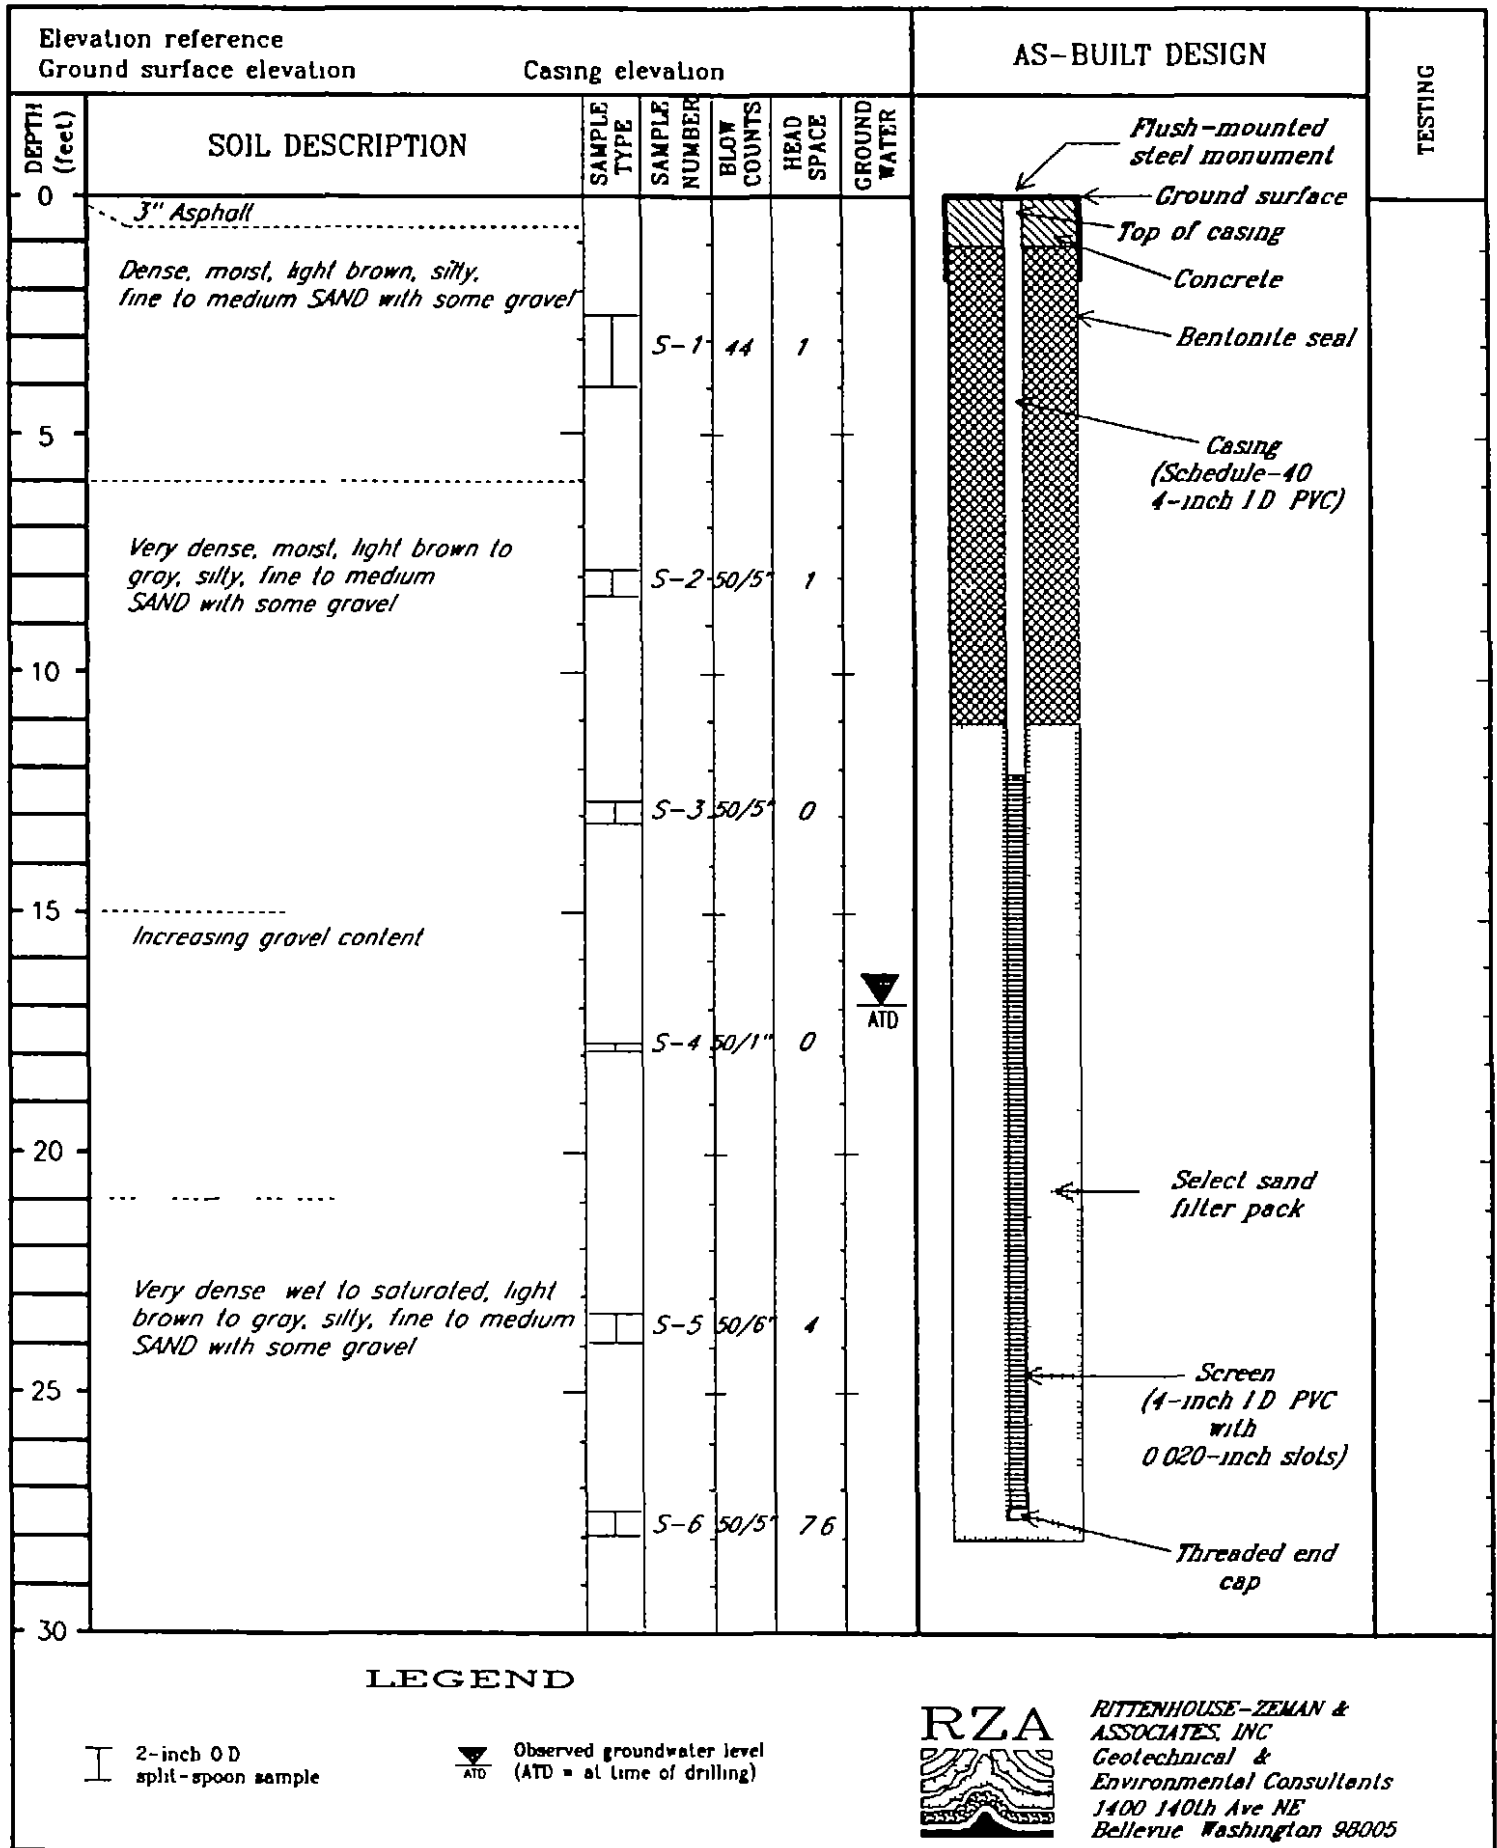 Elevation reference
Ground surface elevation
Casing elevation
AS-BUILT DESIGN
TESTING
DEPTH
(feet)
SOIL DESCRIPTION
SAMPLE
TYPE
SAMPLE
NUMBER
BLOW
COUNTS
HEAD
SPACE
GROUND
WATER
0
3" Asphalt
Dense, moist, light brown, silty,
fine to medium SAND with some gravel
S-1 44 1
5
Very dense, moist, light brown to
gray, silty, fine to medium
SAND with some gravel
S-2 50/5" 1
10
S-3 50/5" 0
15
Increasing gravel content
ATD
S-4 50/1" 0
20
Very dense wet to saturated, light
brown to gray, silty, fine to medium
SAND with some gravel
S-5 50/6" 4
25
S-6 50/5" 76
30
Flush-mounted
steel monument
Ground surface
Top of casing
Concrete
Bentonite seal
Casing
(Schedule-40
4-inch I D PVC)
Select sand
filter pack
Screen
(4-inch I D PVC
with
0 020-inch slots)
Threaded end
cap
LEGEND
2-inch O D
split-spoon sample
ATD
Observed groundwater level
(ATD = at time of drilling)
RZA
RITTENHOUSE-ZEMAN &
ASSOCIATES, INC
Geotechnical &
Environmental Consultants
1400 140th Ave NE
Bellevue Washington 98005